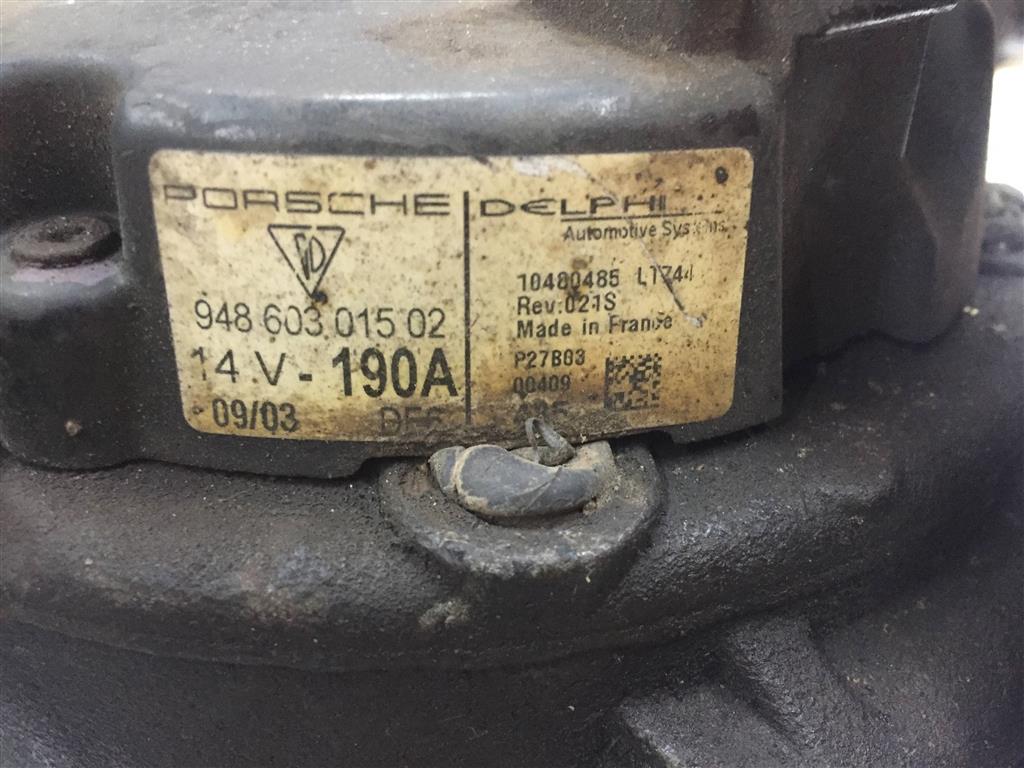 PORSCHE
948 603 015 02
14 V - 190A
09/03
DELPHI
Automotive Systems
10480485
Rev:021S
Made in France
P27B03
00409